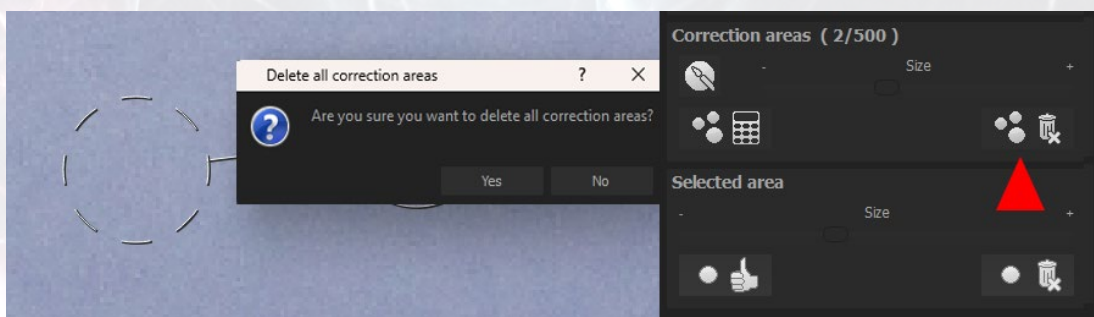 Delete all correction areas ? X
Are you sure you want to delete all correction areas?
Yes No
Correction areas ( 2/500 )
- Size +
Selected area
- Size +